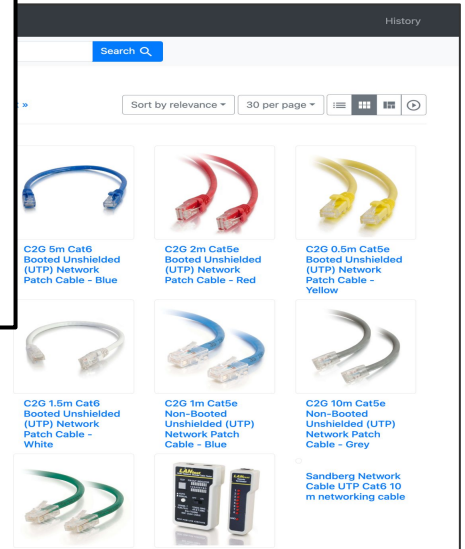 History
Search
»
Sort by relevance
30 per page
C2G 5m Cat6
Booted Unshielded
(UTP) Network
Patch Cable - Blue
C2G 2m Cat5e
Booted Unshielded
(UTP) Network
Patch Cable - Red
C2G 0.5m Cat5e
Booted Unshielded
(UTP) Network
Patch Cable -
Yellow
C2G 1.5m Cat6
Booted Unshielded
(UTP) Network
Patch Cable -
White
C2G 1m Cat5e
Non-Booted
Unshielded (UTP)
Network Patch
Cable - Blue
C2G 10m Cat5e
Non-Booted
Unshielded (UTP)
Network Patch
Cable - Grey
Sandberg Network
Cable UTP Cat6 10
m networking cable